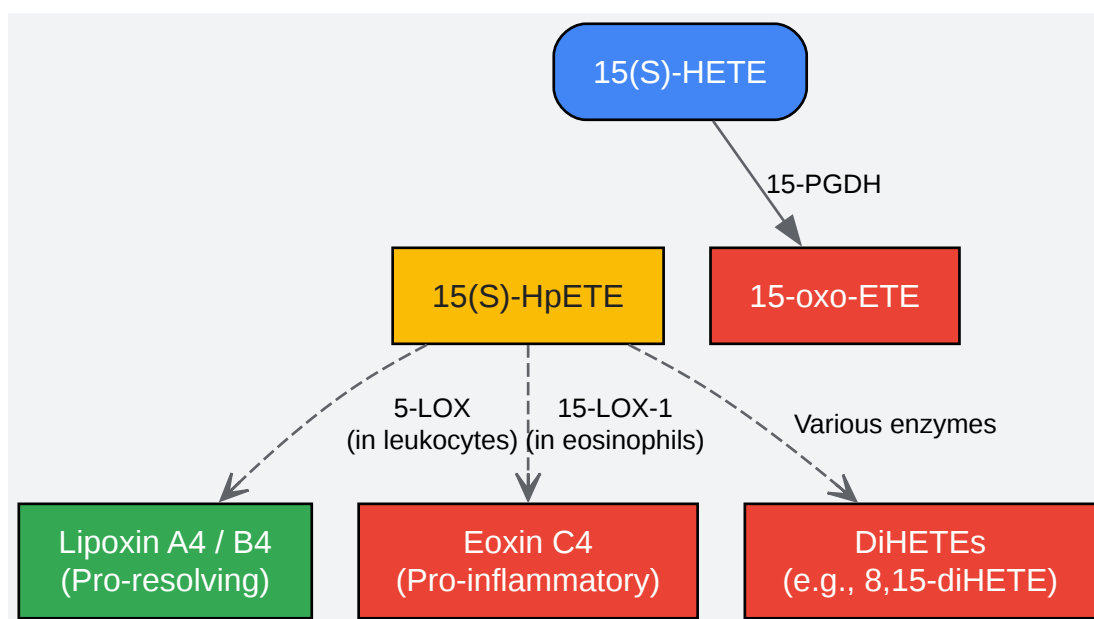 15(S)-HETE
15-PGDH
15(S)-HpETE
15-oxo-ETE
5-LOX
(in leukocytes)
15-LOX-1
(in eosinophils)
Various enzymes
Lipoxin A4 / B4
(Pro-resolving)
Eoxin C4
(Pro-inflammatory)
DiHETEs
(e.g., 8,15-diHETE)